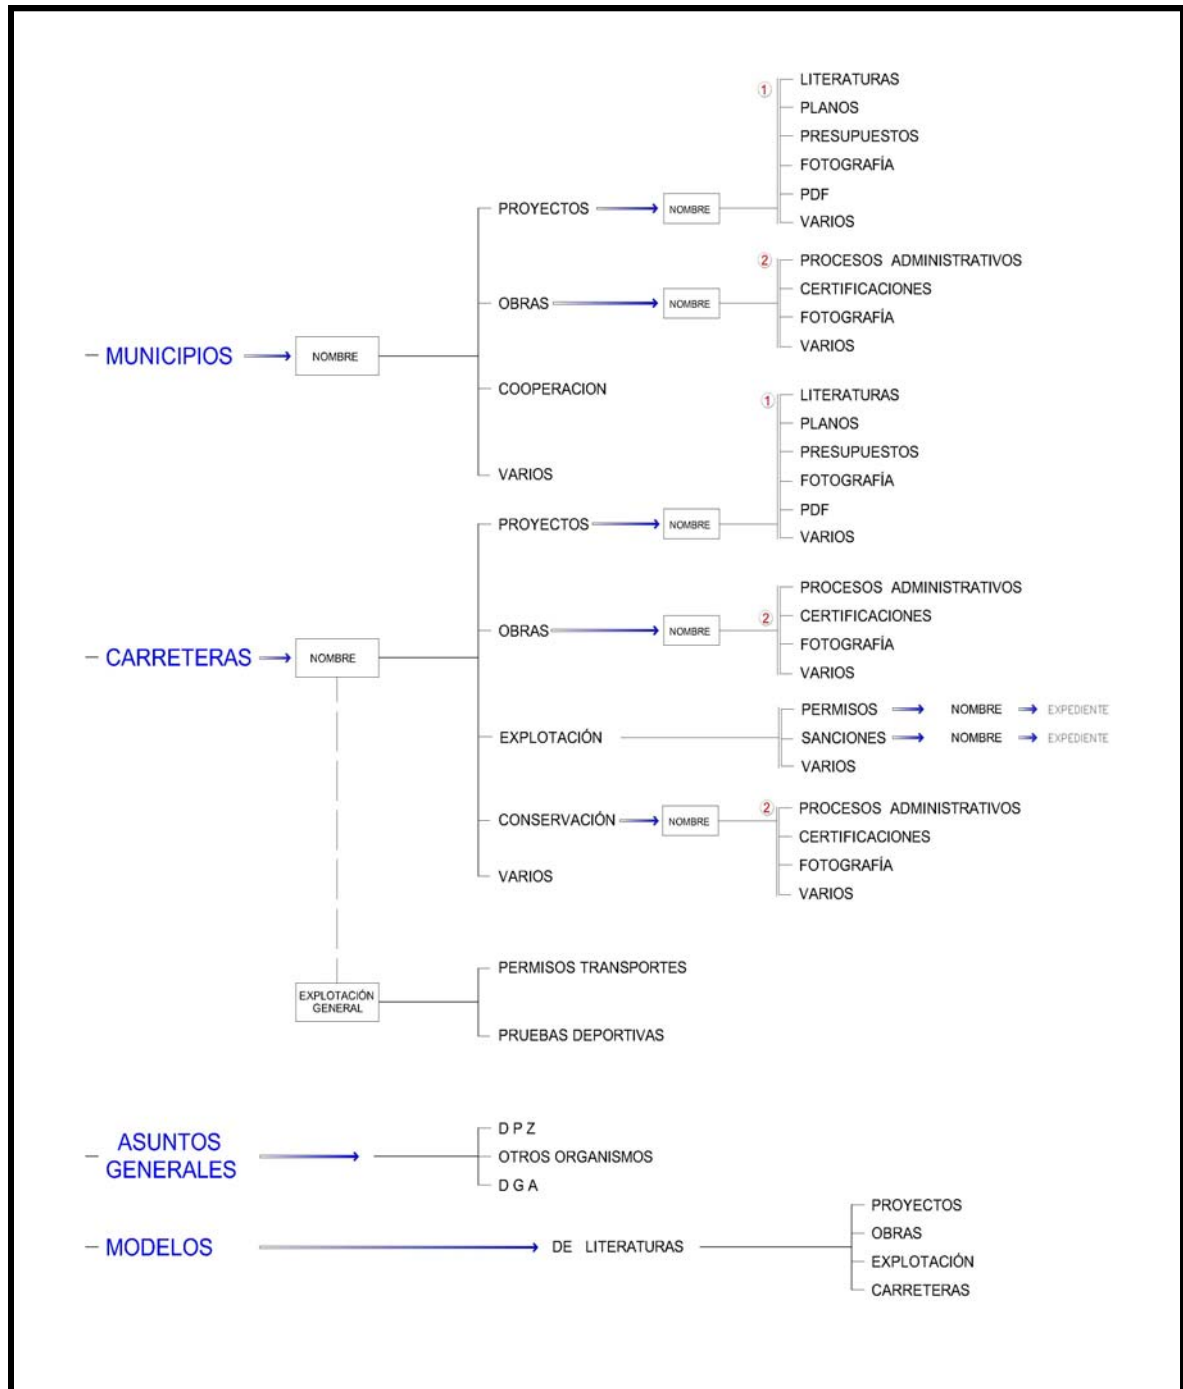 ① LITERATURAS
PLANOS
PRESUPUESTOS
FOTOGRAFÍA
PROYECTOS NOMBRE PDF
VARIOS
② PROCESOS ADMINISTRATIVOS
CERTIFICACIONES
OBRAS NOMBRE
FOTOGRAFÍA
VARIOS
MUNICIPIOS NOMBRE
COOPERACION
VARIOS
① LITERATURAS
PLANOS
PRESUPUESTOS
FOTOGRAFÍA
PDF
PROYECTOS NOMBRE
VARIOS
PROCESOS ADMINISTRATIVOS
② CERTIFICACIONES
OBRAS NOMBRE
FOTOGRAFÍA
VARIOS
CARRETERAS NOMBRE
PERMISOS NOMBRE EXPEDIENTE
EXPLOTACIÓN SANCIONES NOMBRE EXPEDIENTE
VARIOS
② PROCESOS ADMINISTRATIVOS
CONSERVACIÓN NOMBRE
CERTIFICACIONES
FOTOGRAFÍA
VARIOS
VARIOS
EXPLOTACIÓN
GENERAL
PERMISOS TRANSPORTES
PRUEBAS DEPORTIVAS
ASUNTOS
GENERALES
D P Z
OTROS ORGANISMOS
D G A
MODELOS DE LITERATURAS
PROYECTOS
OBRAS
EXPLOTACIÓN
CARRETERAS